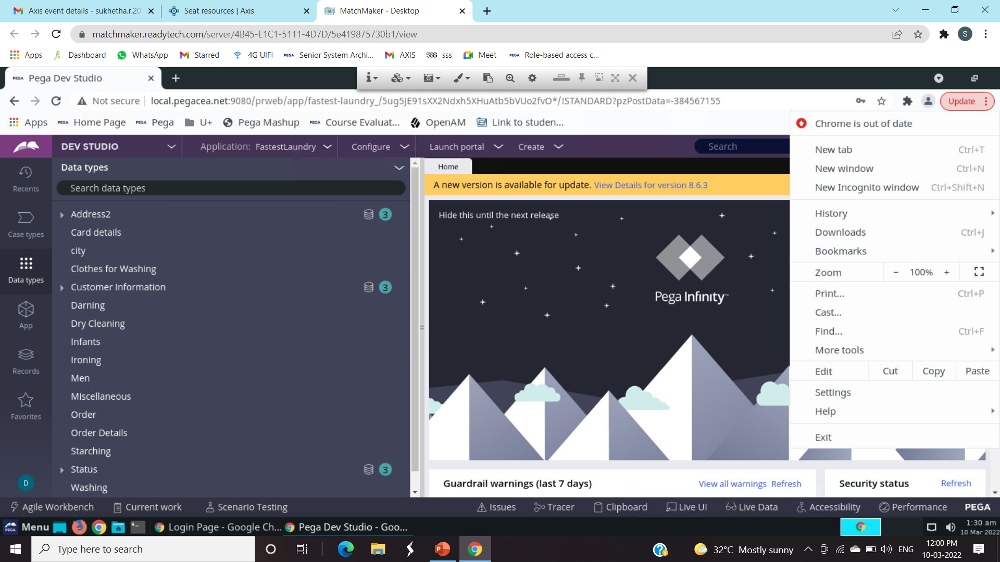 Axis event details - sukhetha.r.20
Seat resources | Axis
MatchMaker - Desktop
matchmaker.readytech.com/server/4B45-E1C1-5111-4D7D/5e419875730b1/view
S
Apps
Dashboard
WhatsApp
Starred
4G UIFI
PEGA Senior System Archi...
AXIS
sss
Meet
PEGA Role-based access c...
PEGA Pega Dev Studio
Not secure
local.pegacea.net:9080/prweb/app/fastest-laundry_/5ug5JE91sXX2Ndxh5XHuAtb5bVUo2fvO*/!STANDARD?pzPostData=-384567155
Update
Apps
PEGA Home Page
PEGA Pega
U+
Pega Mashup
PEGA Course Evaluat...
OpenAM
Link to studen...
Chrome is out of date
New tab Ctrl+T
New window Ctrl+N
New Incognito window Ctrl+Shift+N
History
Downloads Ctrl+J
Bookmarks
Zoom - 100% +
Print... Ctrl+P
Cast...
Find... Ctrl+F
More tools
Edit Cut Copy Paste
Settings
Help
Exit
DEV STUDIO
Application: FastestLaundry
Configure
Launch portal
Create
Search
Recents
Case types
Data types
App
Records
Favorites
D
Data types
Search data types
Address2 3
Card details
city
Clothes for Washing
Customer Information 3
Darning
Dry Cleaning
Infants
Ironing
Men
Miscellaneous
Order
Order Details
Starching
Status 3
Washing
Home
A new version is available for update. View Details for version 8.6.3
Hide this until the next release
Pega Infinity™
Guardrail warnings (last 7 days)
View all warnings Refresh
Security status
Refresh
Agile Workbench
Current work
Scenario Testing
Issues
Tracer
Clipboard
Live UI
Live Data
Accessibility
Performance
PEGA
PEGA Menu
Login Page - Google Ch...
Pega Dev Studio - Goo...
1:30 am
10 Mar 2022
Type here to search
32°C Mostly sunny
ENG
12:00 PM
10-03-2022